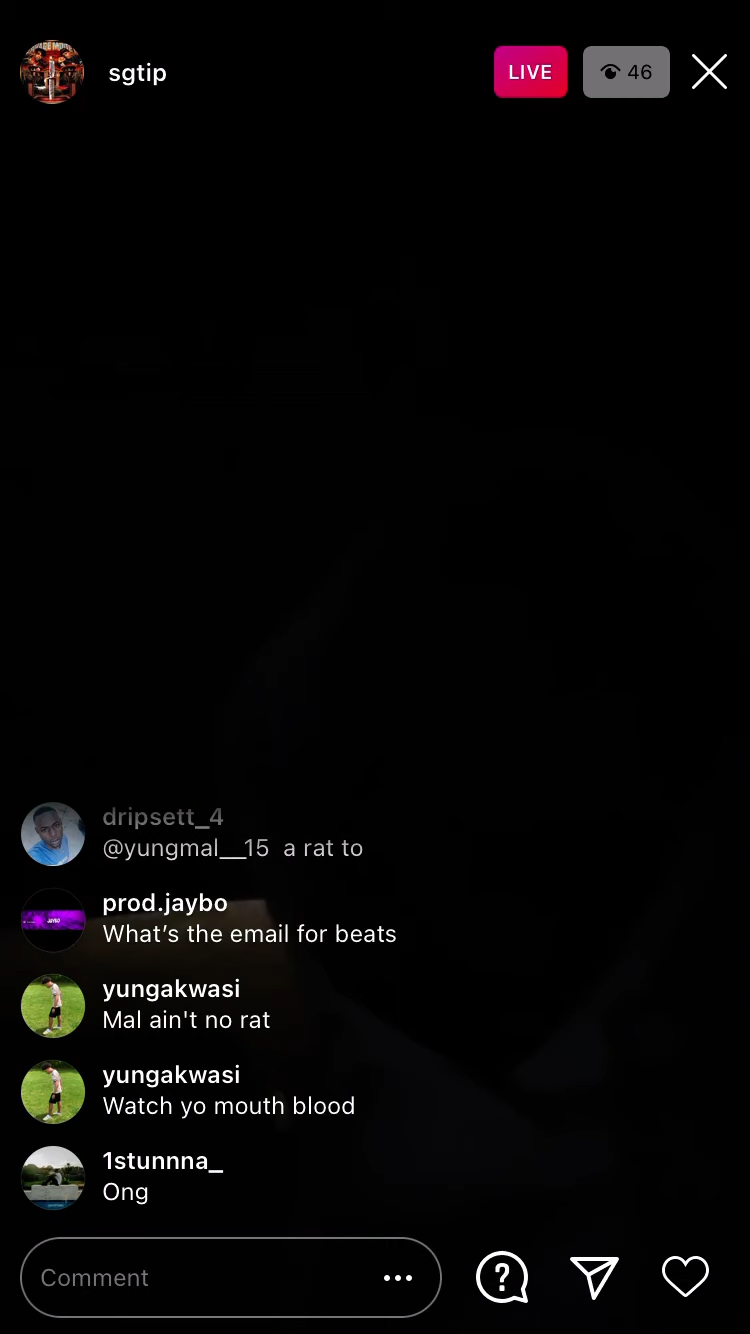 sgtip
LIVE
46
dripsett_4
@yungmal__15 a rat to
prod.jaybo
What's the email for beats
yungakwasi
Mal ain't no rat
yungakwasi
Watch yo mouth blood
1stunnna_
Ong
Comment